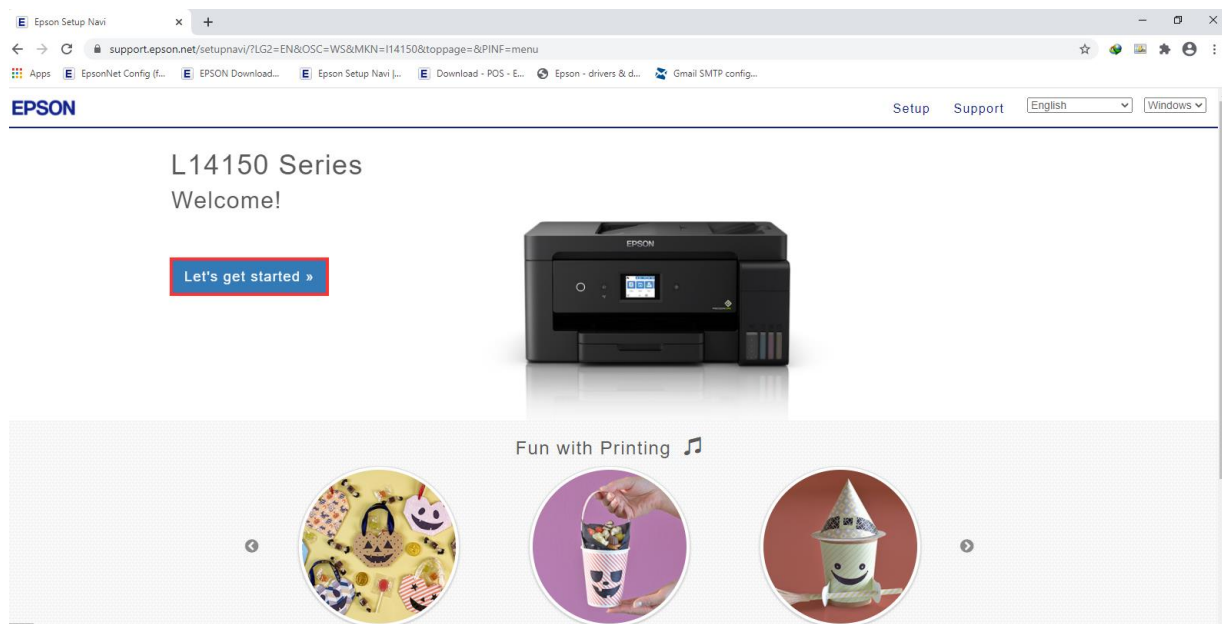 Epson Setup Navi
support.epson.net/setupnavi/?LG2=EN&OSC=WS&MKN=l14150&toppage=&PINF=menu
Apps EpsonNet Config (f... EPSON Download... Epson Setup Navi |... Download - POS - E... Epson - drivers & d... Gmail SMTP config...
EPSON Setup Support English Windows
L14150 Series
Welcome!
EPSON
Let's get started »
Fun with Printing